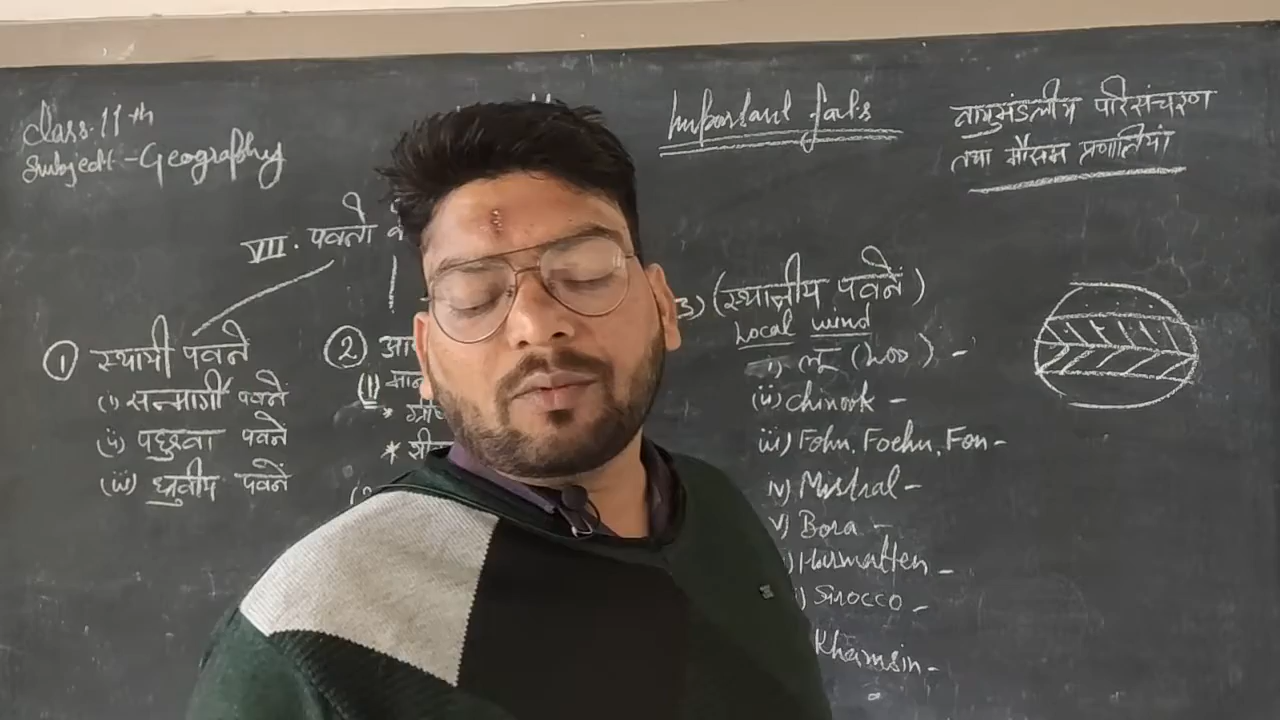 Class-11th
Subject-Geography
Important facts
वायुमंडलीय परिसंचरण
तथा मौसम प्रणालियां
VII. पवनों
① स्थायी पवने
(i) सन्मार्गी पवने
(ii) पछुवा पवने
(iii) ध्रुवीय पवने
②
(1)
*
*
3) (स्थानीय पवनें)
Local wind
i) लू (Loo) -
(ii) Chinook -
iii) Fohn, Foehn, Fon -
iv) Mistral -
v) Bora -
) Harmatten -
) Sirocco -
Khamsin -